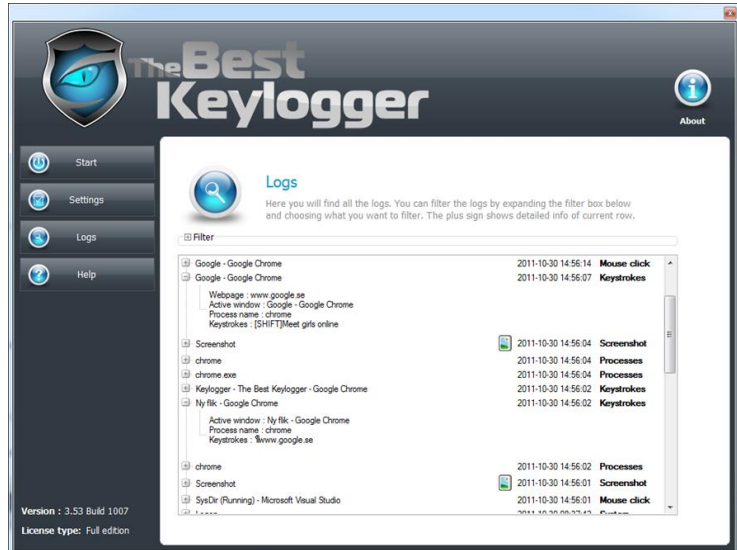 The Best
Keylogger
About
Start
Settings
Logs
Help
Logs
Here you will find all the logs. You can filter the logs by expanding the filter box below
and choosing what you want to filter. The plus sign shows detailed info of current row.
Filter
Google - Google Chrome 2011-10-30 14:56:14 Mouse click
Google - Google Chrome 2011-10-30 14:56:07 Keystrokes
Webpage : www.google.se
Active window : Google - Google Chrome
Process name : chrome
Keystrokes : [SHIFT]Meet girls online
Screenshot 2011-10-30 14:56:04 Screenshot
chrome 2011-10-30 14:56:04 Processes
chrome.exe 2011-10-30 14:56:04 Processes
Keylogger - The Best Keylogger - Google Chrome 2011-10-30 14:56:02 Keystrokes
Ny flik - Google Chrome 2011-10-30 14:56:02 Keystrokes
Active window : Ny flik - Google Chrome
Process name : chrome
Keystrokes : www.google.se
chrome 2011-10-30 14:56:02 Processes
Screenshot 2011-10-30 14:56:01 Screenshot
SysDir (Running) - Microsoft Visual Studio 2011-10-30 14:56:01 Mouse click
Version : 3.53 Build 1007
License type: Full edition